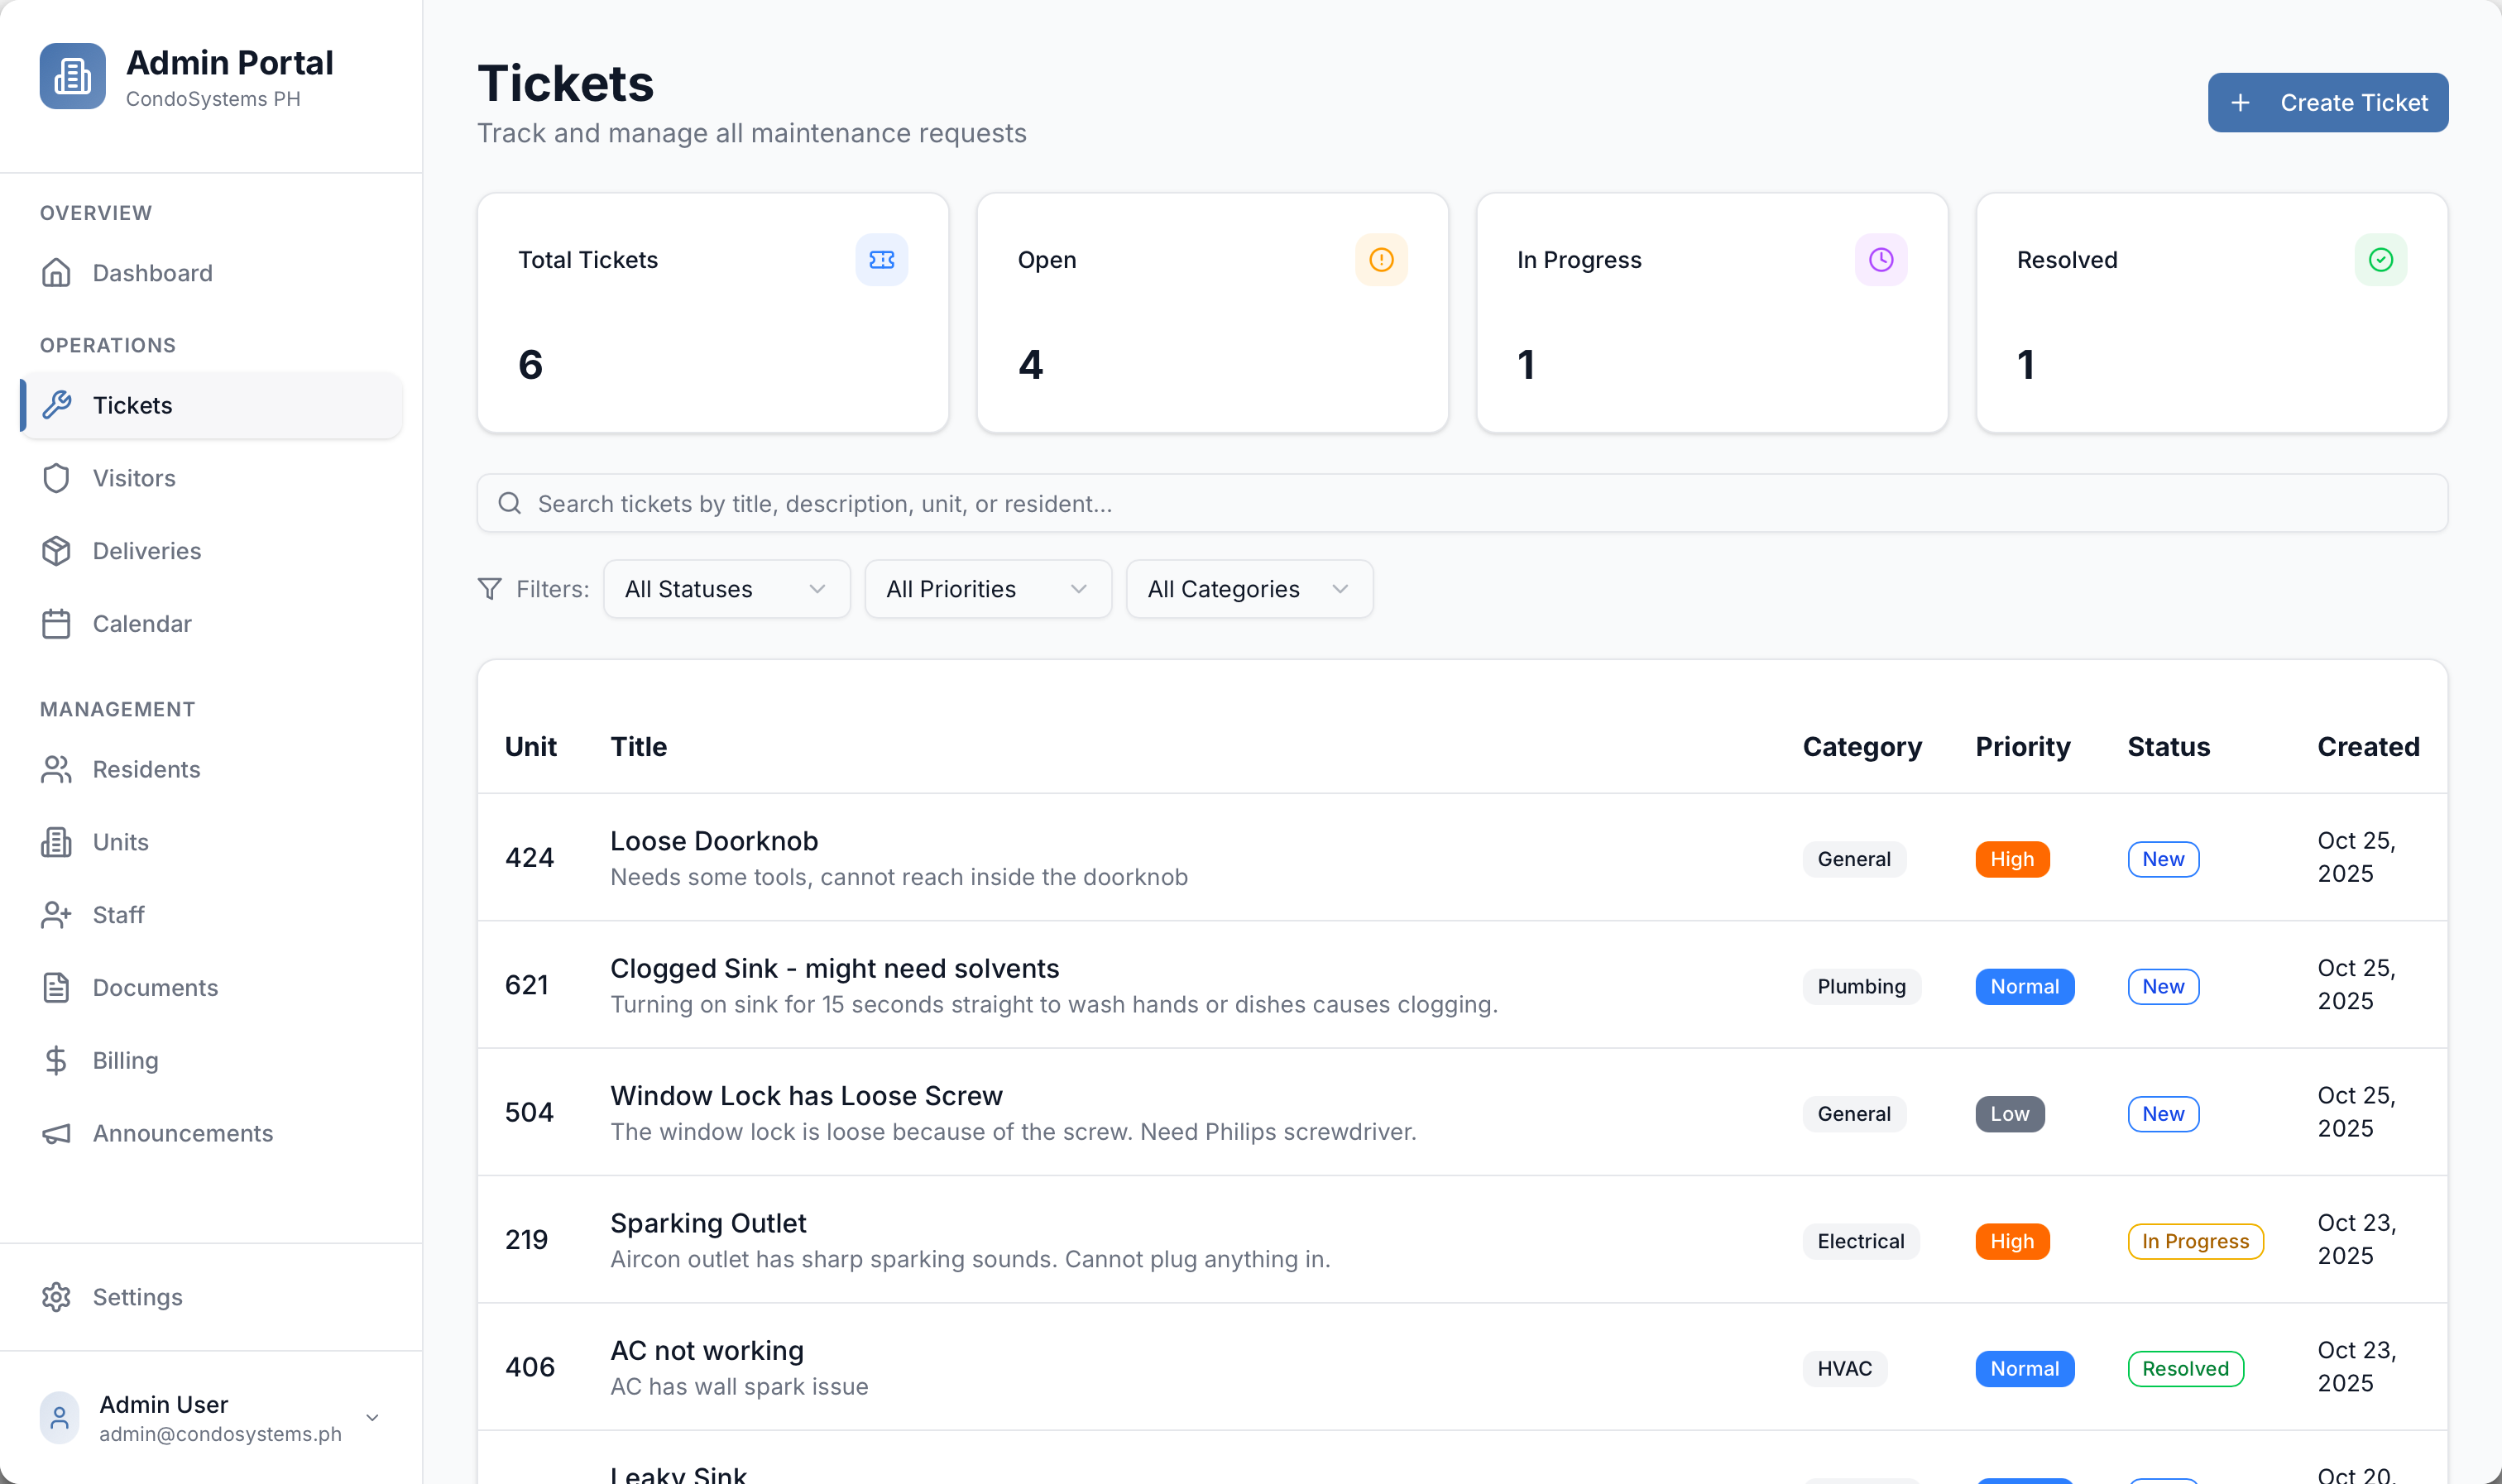 Admin Portal
CondoSystems PH
OVERVIEW
Dashboard
OPERATIONS
Tickets
Visitors
Deliveries
Calendar
MANAGEMENT
Residents
Units
Staff
Documents
Billing
Announcements
Settings
Admin User
admin@condosystems.ph
Tickets
Track and manage all maintenance requests
Create Ticket
Total Tickets
6
Open
4
In Progress
1
Resolved
1
Search tickets by title, description, unit, or resident...
Filters: All Statuses All Priorities All Categories
Unit Title Category Priority Status Created
424 Loose Doorknob General High New Oct 25, 2025
Needs some tools, cannot reach inside the doorknob
621 Clogged Sink - might need solvents Plumbing Normal New Oct 25, 2025
Turning on sink for 15 seconds straight to wash hands or dishes causes clogging.
504 Window Lock has Loose Screw General Low New Oct 25, 2025
The window lock is loose because of the screw. Need Philips screwdriver.
219 Sparking Outlet Electrical High In Progress Oct 23, 2025
Aircon outlet has sharp sparking sounds. Cannot plug anything in.
406 AC not working HVAC Normal Resolved Oct 23, 2025
AC has wall spark issue
Leaky Sink Oct 20,